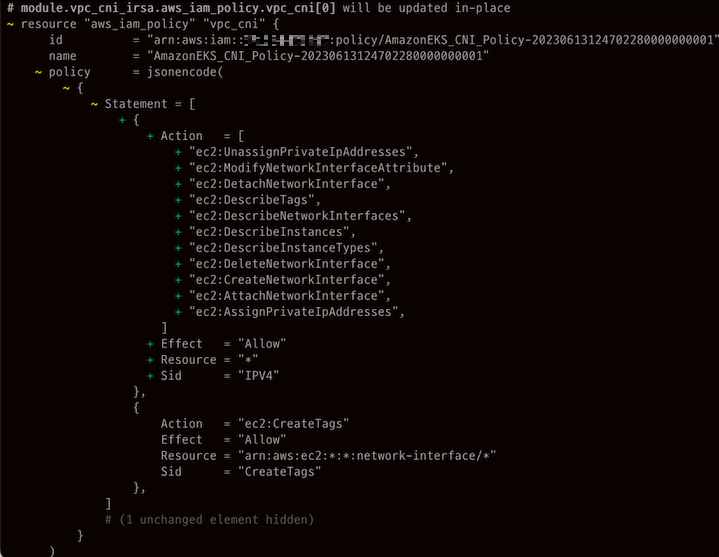 # module.vpc_cni_irsa.aws_iam_policy.vpc_cni[0] will be updated in-place
~ resource "aws_iam_policy" "vpc_cni" {
id = "arn:aws:iam:: :policy/AmazonEKS_CNI_Policy-20230613124702280000000001"
name = "AmazonEKS_CNI_Policy-20230613124702280000000001"
~ policy = jsonencode(
~ {
~ Statement = [
+ {
+ Action = [
+ "ec2:UnassignPrivateIpAddresses",
+ "ec2:ModifyNetworkInterfaceAttribute",
+ "ec2:DetachNetworkInterface",
+ "ec2:DescribeTags",
+ "ec2:DescribeNetworkInterfaces",
+ "ec2:DescribeInstances",
+ "ec2:DescribeInstanceTypes",
+ "ec2:DeleteNetworkInterface",
+ "ec2:CreateNetworkInterface",
+ "ec2:AttachNetworkInterface",
+ "ec2:AssignPrivateIpAddresses",
]
+ Effect = "Allow"
+ Resource = "*"
+ Sid = "IPV4"
},
{
Action = "ec2:CreateTags"
Effect = "Allow"
Resource = "arn:aws:ec2:*:*:network-interface/*"
Sid = "CreateTags"
},
]
# (1 unchanged element hidden)
}
)